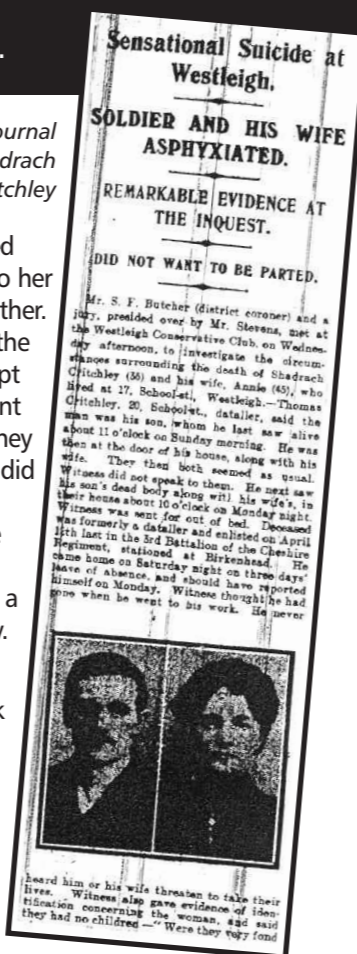 .
ournal
adrach
tchley
d
o her
ther.
the
pt
nt
hey
did
a
.
k
Sensational Suicide at
Westleigh.
SOLDIER AND HIS WIFE
ASPHYXIATED.
REMARKABLE EVIDENCE AT
THE INQUEST.
DID NOT WANT TO BE PARTED.
Mr. S. F. Butcher (district coroner) and a
jury, presided over by Mr. Stevens, met at
the Westleigh Conservative Club, on Wednes-
day afternoon, to investigate the circum-
stances surrounding the death of Shadrach
Critchley (36) and his wife, Annie (45), who
lived at 17, School-st., Westleigh.—Thomas
Critchley, 20, School-st., dataller, said the
man was his son, whom he last saw alive
about 11 o'clock on Sunday morning. He was
then at the door of his house, along with his
wife. They then both seemed as usual.
Witness did not speak to them. He next saw
his son's dead body along with his wife's, in
their house about 10 o'clock on Monday night.
Witness was sent for out of bed. Deceased
was formerly a dataller and enlisted on April
last in the 3rd Battalion of the Cheshire
Regiment, stationed at Birkenhead. He
came home on Saturday night on three days'
leave of absence, and should have reported
himself on Monday. Witness thought he had
gone when he went to his work. He never
heard him or his wife threaten to take their
lives. Witness also gave evidence of iden-
tification concerning the woman, and said
they had no children —"Were they very fond